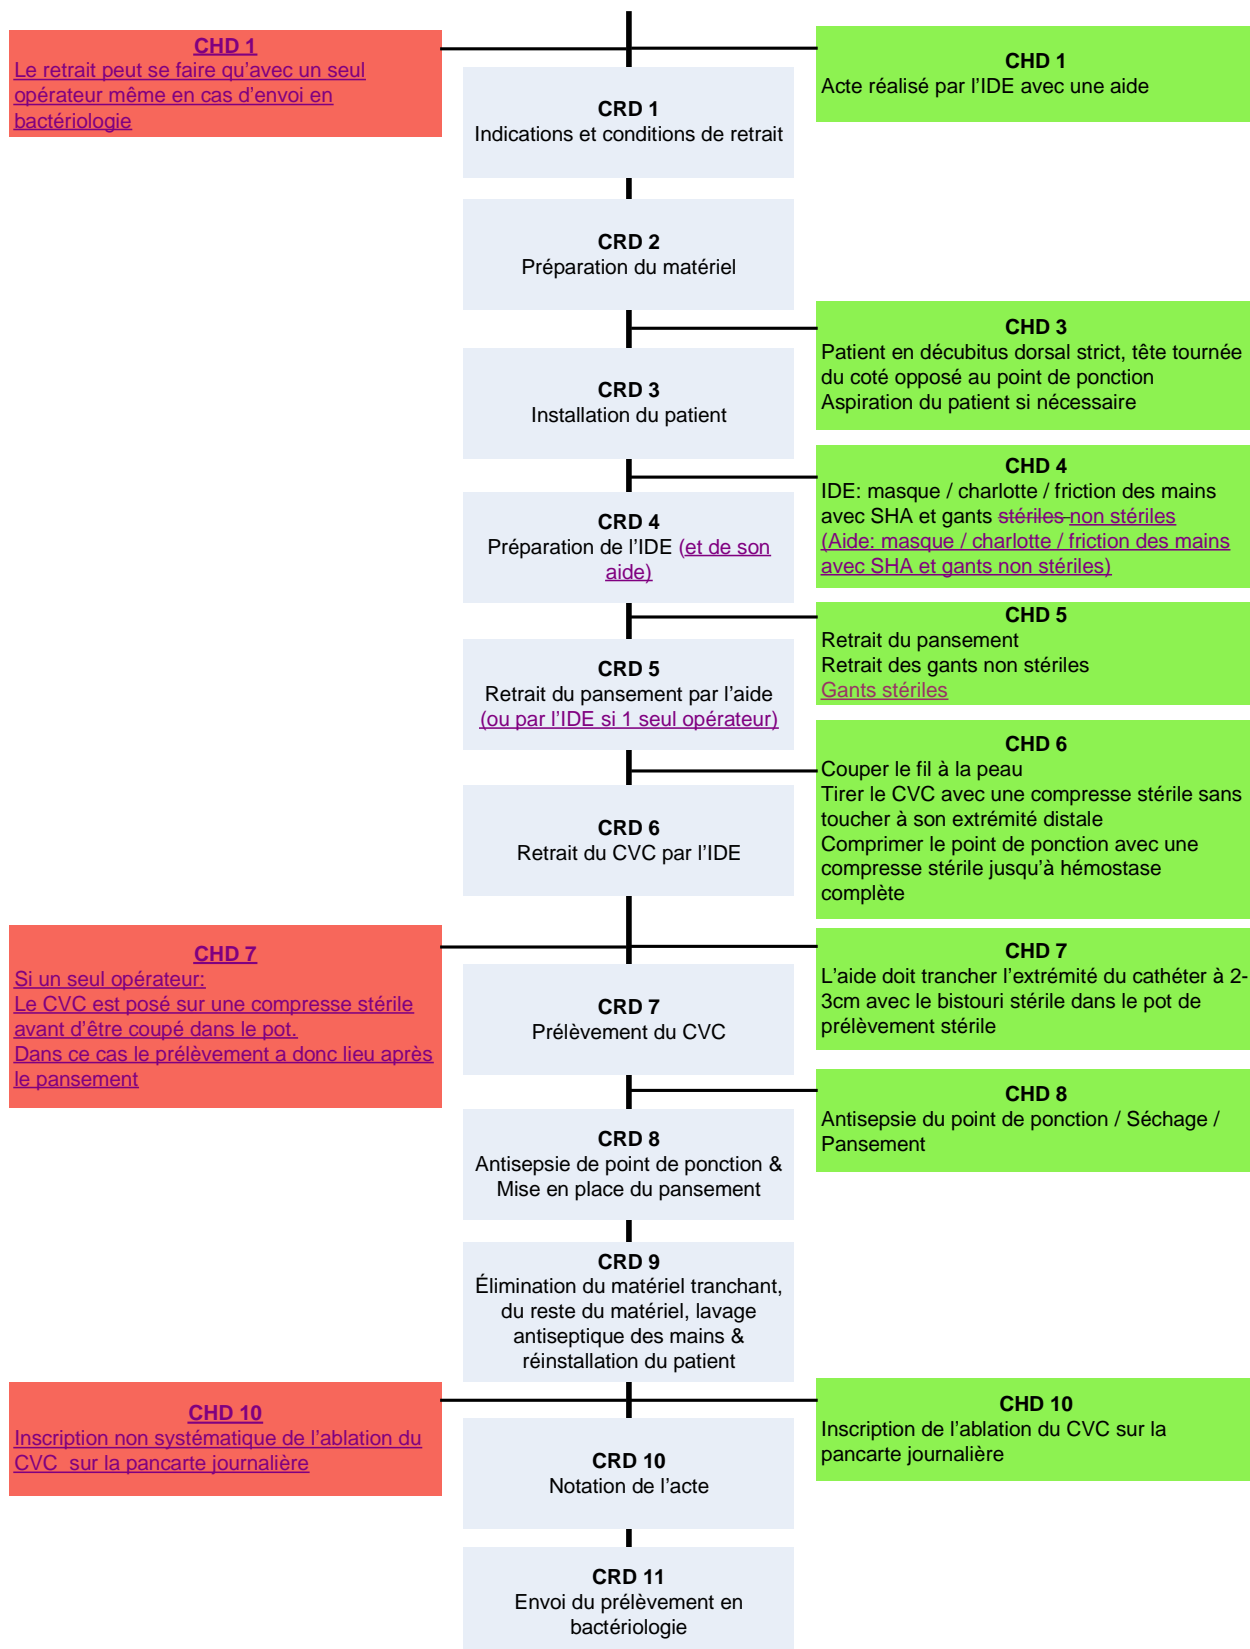 CHD 1
Le retrait peut se faire qu'avec un seul
opérateur même en cas d'envoi en
bactériologie
CHD 1
Acte réalisé par l'IDE avec une aide
CRD 1
Indications et conditions de retrait
CRD 2
Préparation du matériel
CHD 3
Patient en décubitus dorsal strict, tête tournée
du coté opposé au point de ponction
Aspiration du patient si nécessaire
CRD 3
Installation du patient
CHD 4
IDE: masque / charlotte / friction des mains
avec SHA et gants stériles non stériles
(Aide: masque / charlotte / friction des mains
avec SHA et gants non stériles)
CRD 4
Préparation de l'IDE (et de son
aide)
CHD 5
Retrait du pansement
Retrait des gants non stériles
Gants stériles
CRD 5
Retrait du pansement par l'aide
(ou par l'IDE si 1 seul opérateur)
CHD 6
Couper le fil à la peau
Tirer le CVC avec une compresse stérile sans
toucher à son extrémité distale
Comprimer le point de ponction avec une
compresse stérile jusqu'à hémostase
complète
CRD 6
Retrait du CVC par l'IDE
CHD 7
Si un seul opérateur:
Le CVC est posé sur une compresse stérile
avant d'être coupé dans le pot.
Dans ce cas le prélèvement a donc lieu après
le pansement
CHD 7
L'aide doit trancher l'extrémité du cathéter à 2-
3cm avec le bistouri stérile dans le pot de
prélèvement stérile
CRD 7
Prélèvement du CVC
CHD 8
Antisepsie du point de ponction / Séchage /
Pansement
CRD 8
Antisepsie de point de ponction &
Mise en place du pansement
CRD 9
Élimination du matériel tranchant,
du reste du matériel, lavage
antiseptique des mains &
réinstallation du patient
CHD 10
Inscription non systématique de l'ablation du
CVC sur la pancarte journalière
CHD 10
Inscription de l'ablation du CVC sur la
pancarte journalière
CRD 10
Notation de l'acte
CRD 11
Envoi du prélèvement en
bactériologie